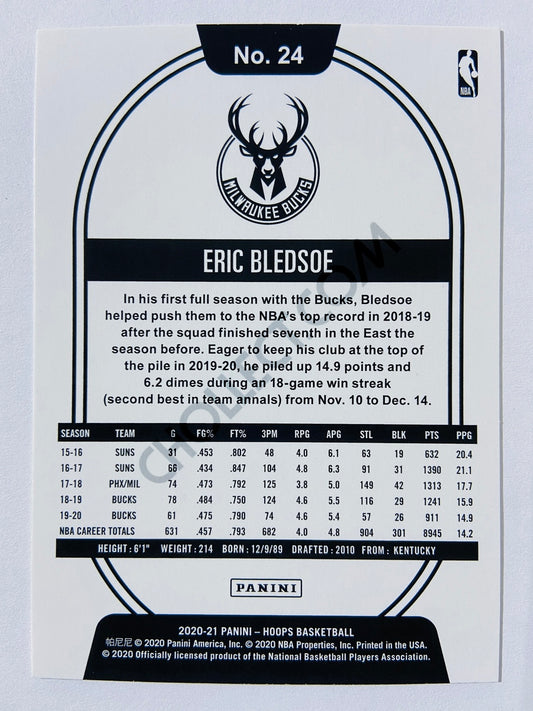 No. 24
NBA
MILWAUKEE BUCKS
ERIC BLEDSOE
In his first full season with the Bucks, Bledsoe
helped push them to the NBA's top record in 2018-19
after the squad finished seventh in the East the
season before. Eager to keep his club at the top of
the pile in 2019-20, he piled up 14.9 points and
6.2 dimes during an 18-game win streak
(second best in team annals) from Nov. 10 to Dec. 14.
CHOLLECT.COM
SEASON TEAM G FG% FT% 3PM RPG APG STL BLK PTS PPG
15-16 SUNS 31 .453 .802 48 4.0 6.1 63 19 632 20.4
16-17 SUNS 66 .434 .847 104 4.8 6.3 91 31 1390 21.1
17-18 PHX/MIL 74 .473 .792 125 3.8 5.0 149 42 1313 17.7
18-19 BUCKS 78 .484 .750 124 4.6 5.5 116 29 1241 15.9
19-20 BUCKS 61 .475 .790 74 4.6 5.4 57 26 911 14.9
NBA CAREER TOTALS 631 .457 .793 682 4.0 4.8 904 301 8945 14.2
HEIGHT: 6'1" WEIGHT: 214 BORN: 12/9/89 DRAFTED: 2010 FROM: KENTUCKY
PANINI
2020-21 PANINI – HOOPS BASKETBALL
帕尼尼 © 2020 Panini America, Inc. © 2020 NBA Properties, Inc. Printed in the USA.
© 2020 Officially licensed product of the National Basketball Players Association.